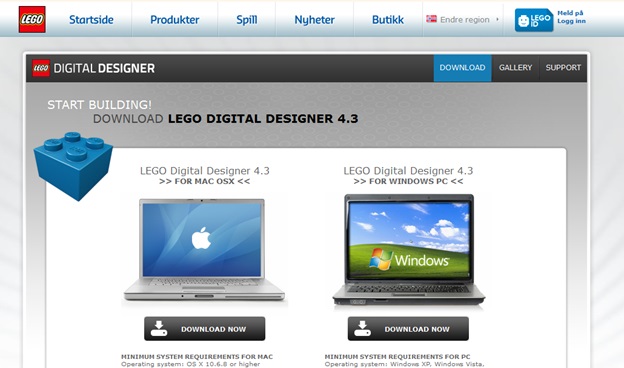 LEGO
Startside
Produkter
Spill
Nyheter
Butikk
Endre region
LEGO ID
Meld på
Logg inn
LEGO DIGITAL DESIGNER
DOWNLOAD
GALLERY
SUPPORT
START BUILDING!
DOWNLOAD LEGO DIGITAL DESIGNER 4.3
LEGO Digital Designer 4.3
>> FOR MAC OSX <<
DOWNLOAD NOW
MINIMUM SYSTEM REQUIREMENTS FOR MAC
Operating system: OS X 10.6.8 or higher
LEGO Digital Designer 4.3
>> FOR WINDOWS PC <<
Windows
DOWNLOAD NOW
MINIMUM SYSTEM REQUIREMENTS FOR PC
Operating system: Windows XP, Windows Vista,